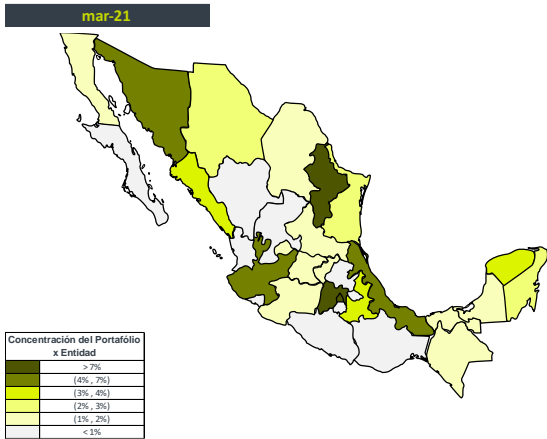 mar-21
Concentración del Portafólio
x Entidad
>7%
(4% , 7%)
(3% , 4%)
(2% , 3%)
(1% , 2%)
<1%